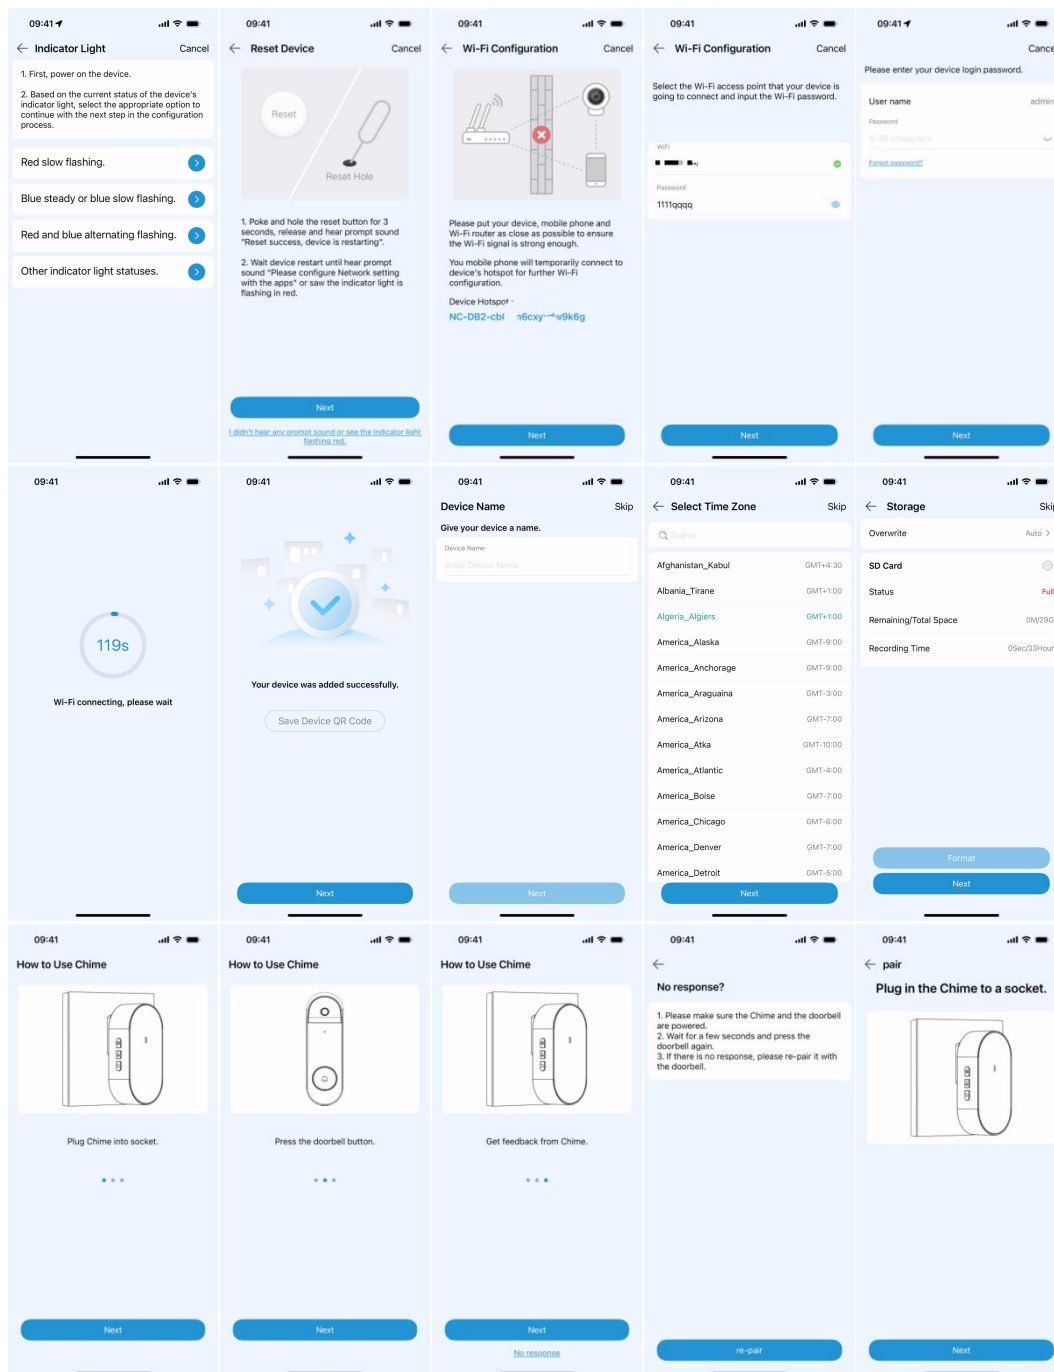 09:41
Indicator Light
Cancel
1. First, power on the device.
2. Based on the current status of the device's
indicator light, select the appropriate option to
continue with the next step in the configuration
process.
Red slow flashing.
Blue steady or blue slow flashing.
Red and blue alternating flashing.
Other indicator light statuses.
09:41
Reset Device
Cancel
Reset
Reset Hole
1. Poke and hole the reset button for 3
seconds, release and hear prompt sound
"Reset success, device is restarting".
2. Wait device restart until hear prompt
sound "Please configure Network setting
with the apps" or saw the indicator light is
flashing in red.
Next
I didn't hear any prompt sound or see the indicator light
flashing red.
09:41
Wi-Fi Configuration
Cancel
Please put your device, mobile phone and
Wi-Fi router as close as possible to ensure
the Wi-Fi signal is strong enough.
You mobile phone will temporarily connect to
device's hotspot for further Wi-Fi
configuration.
Device Hotspot
NC-DB2-cb
Next
09:41
Wi-Fi Configuration
Cancel
Select the Wi-Fi access point that your device is
going to connect and input the Wi-Fi password.
WiFi
Password
1111qqqq
Next
09:41
Cance
Please enter your device login password.
User name
admin
Password
8-16 characters
Forgot password?
Next
09:41
119s
Wi-Fi connecting, please wait
09:41
Your device was added successfully.
Save Device QR Code
Next
09:41
Device Name
Skip
Give your device a name.
Device Name
Enter Device Name
Next
09:41
Select Time Zone
Skip
Search
Afghanistan_Kabul GMT+4:30
Albania_Tirane GMT+1:00
Algeria_Algiers GMT+1:00
America_Alaska GMT-9:00
America_Anchorage GMT-9:00
America_Araguaina GMT-3:00
America_Arizona GMT-7:00
America_Atka GMT-10:00
America_Atlantic GMT-4:00
America_Boise GMT-7:00
America_Chicago GMT-6:00
America_Denver GMT-7:00
America_Detroit GMT-5:00
Next
09:41
Storage
Skip
Overwrite Auto >
SD Card
Status Full
Remaining/Total Space 0M/29G
Recording Time 0Sec/33Hour
Format
Next
09:41
How to Use Chime
Plug Chime into socket.
Next
09:41
How to Use Chime
Press the doorbell button.
Next
09:41
How to Use Chime
Get feedback from Chime.
Next
No response
09:41
No response?
1. Please make sure the Chime and the doorbell
are powered.
2. Wait for a few seconds and press the
doorbell again.
3. If there is no response, please re-pair it with
the doorbell.
re-pair
09:41
pair
Plug in the Chime to a socket.
Next